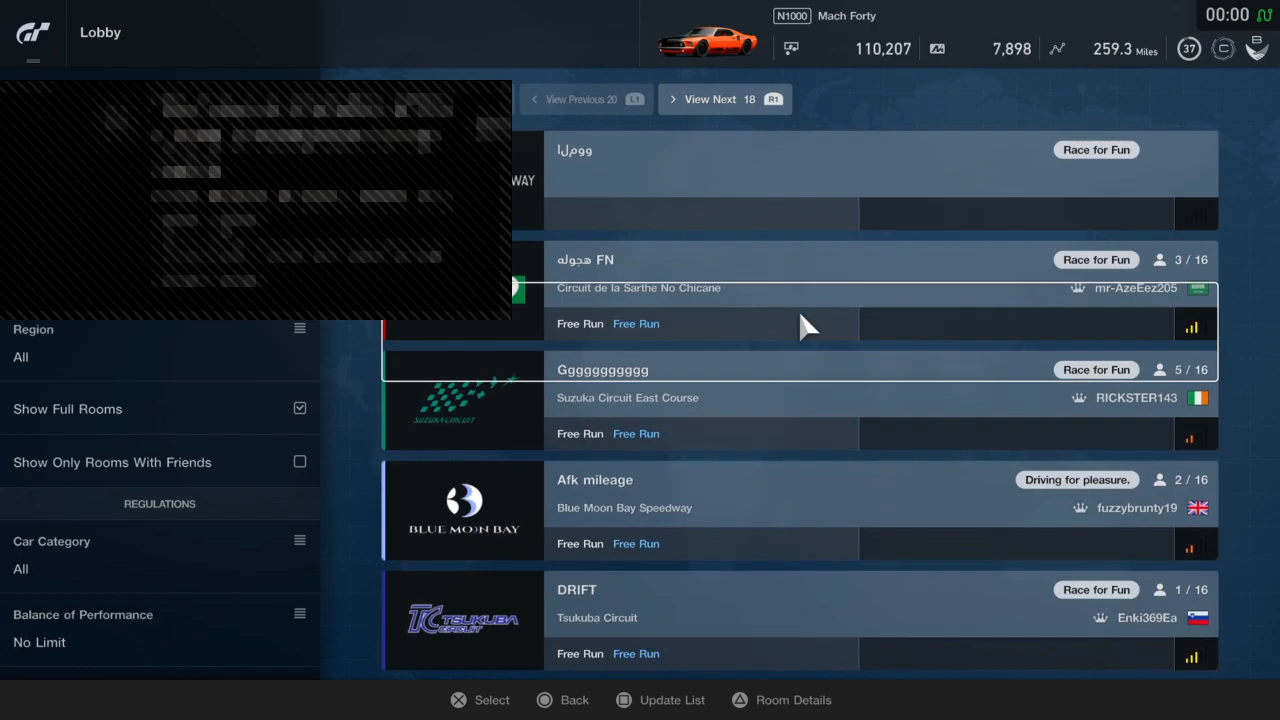 Lobby
N1000 Mach Forty
00:00
110,207
7,898
259.3 Miles
37
View Previous 20 L1
View Next 18 R1
Race for Fun
WAY
هجوله FN
Race for Fun
3 / 16
Circuit de la Sarthe No Chicane
mr-AzeEez205
Free Run Free Run
Region
All
Gggggggggggg
Race for Fun
5 / 16
SUZUKA CIRCUIT
Suzuka Circuit East Course
RICKSTER143
Free Run Free Run
Show Full Rooms
Show Only Rooms With Friends
REGULATIONS
Afk mileage
Driving for pleasure.
2 / 16
BLUE MOON BAY
Blue Moon Bay Speedway
fuzzybrunty19
Free Run Free Run
Car Category
All
DRIFT
Race for Fun
1 / 16
TC TSUKUBA CIRCUIT
Tsukuba Circuit
Enki369Ea
Free Run Free Run
Balance of Performance
No Limit
Select
Back
Update List
Room Details